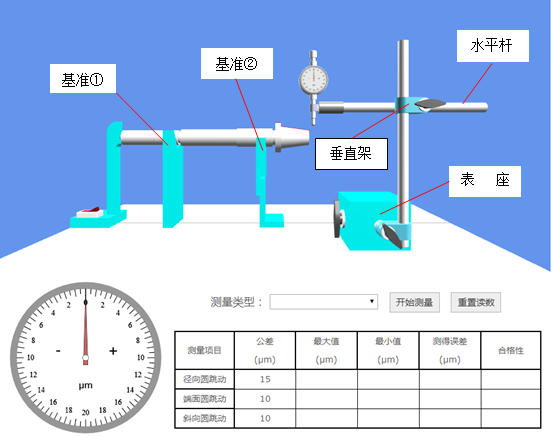 水平杆
基准②
基准①
垂直架
表 座
测量类型：
开始测量
重置读数
0
2 2
4 4
6 6
8 8
10 10
12 12
14 14
16 16
18 18
20
- +
μm
测量项目 公差 (μm) 最大值 (μm) 最小值 (μm) 测得误差 (μm) 合格性
径向圆跳动 15
端面圆跳动 10
斜向圆跳动 10